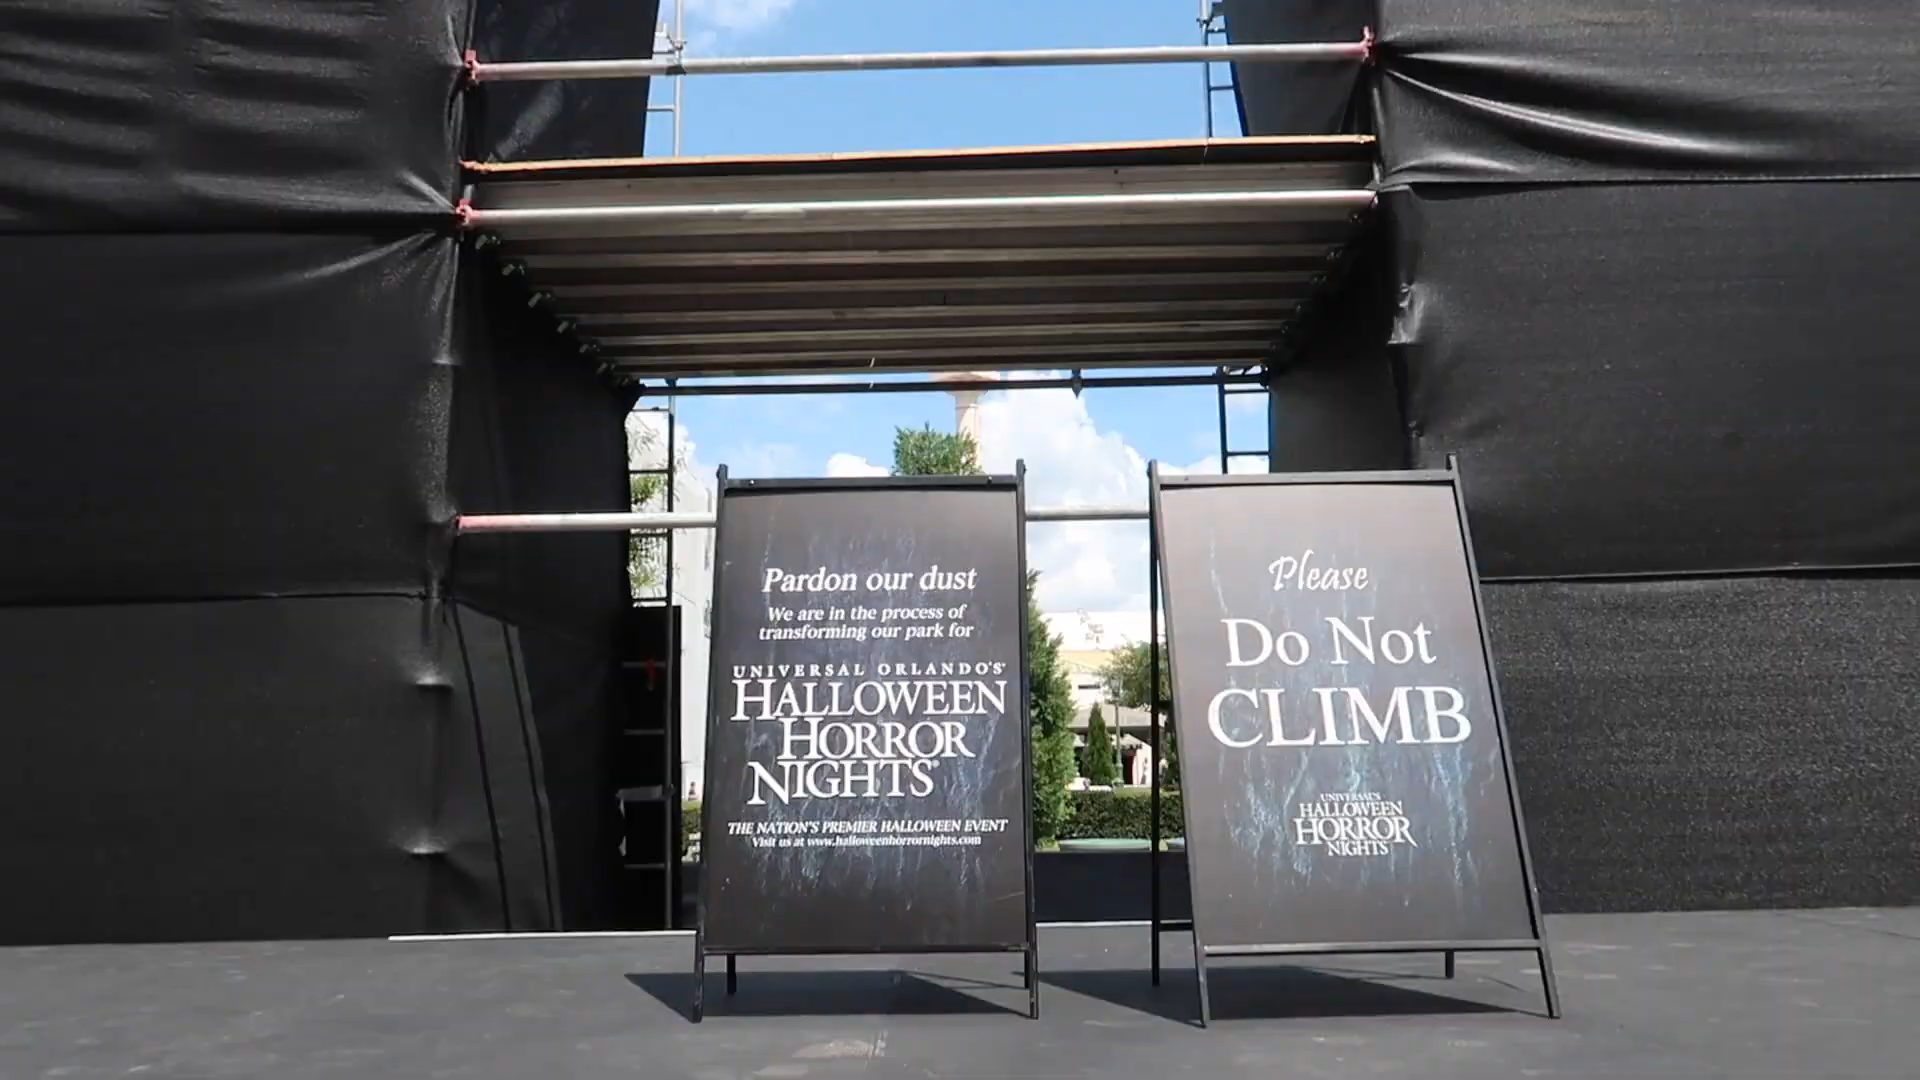 Pardon our dust
We are in the process of
transforming our park for
UNIVERSAL ORLANDO'S
HALLOWEEN
HORROR
NIGHTS®
THE NATION'S PREMIER HALLOWEEN EVENT
Visit us at www.halloweenhorrornights.com
Please
Do Not
CLIMB
UNIVERSAL'S
HALLOWEEN
HORROR
NIGHTS